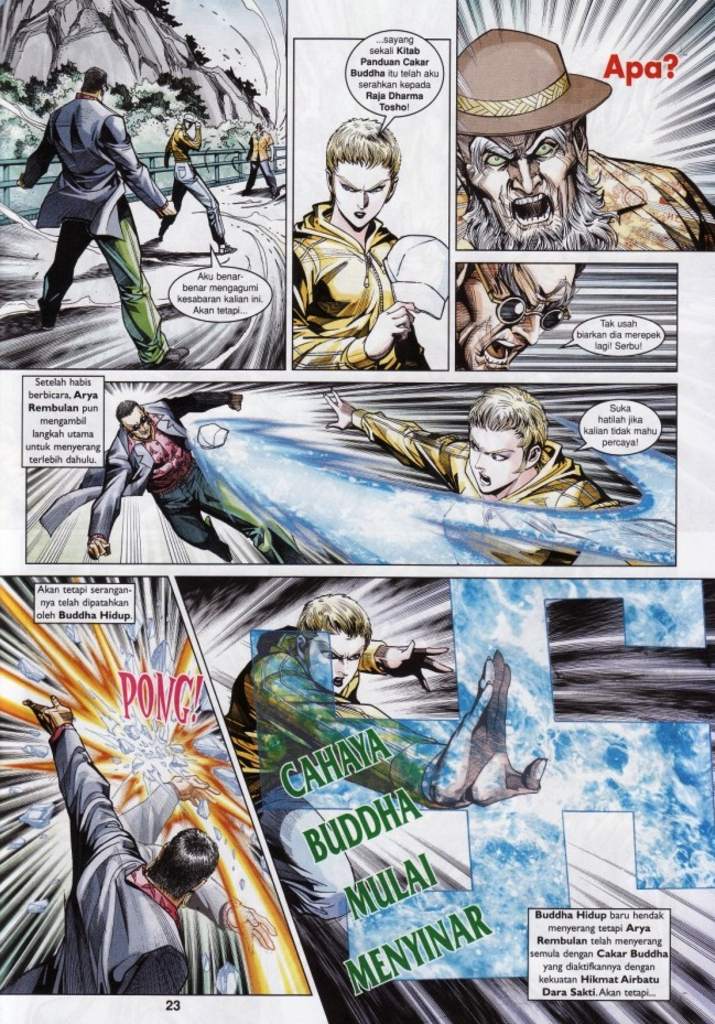 Aku benar-
benar mengagumi
kesabaran kalian ini.
Akan tetapi...
...sayang
sekali Kitab
Panduan Cakar
Buddha itu telah aku
serahkan kepada
Raja Dharma
Tosho!
Apa?
Tak usah
biarkan dia merepek
lagi! Serbu!
Setelah habis
berbicara, Arya
Rembulan pun
mengambil
langkah utama
untuk menyerang
terlebih dahulu.
Suka
hatilah jika
kalian tidak mahu
percaya!
Akan tetapi serangan-
nya telah dipatahkan
oleh Buddha Hidup.
PONG!
CAHAYA
BUDDHA
MULAI
MENYINAR
Buddha Hidup baru hendak
menyerang tetapi Arya
Rembulan telah menyerang
semula dengan Cakar Buddha
yang diaktifkannya dengan
kekuatan Hikmat Airbatu
Dara Sakti. Akan tetapi...
23